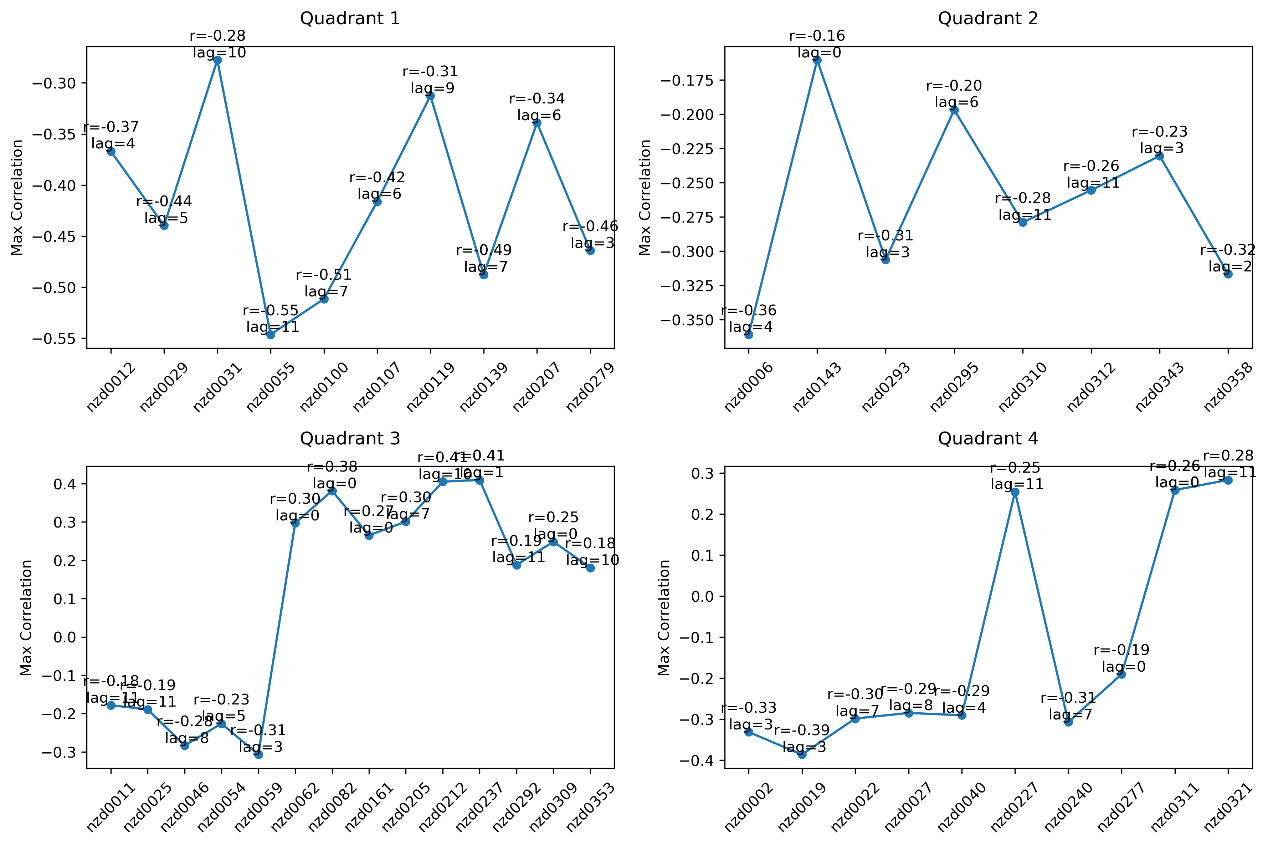 Quadrant 1
r=-0.37
lag=4
r=-0.44
lag=5
r=-0.28
lag=10
r=-0.55
lag=11
r=-0.51
lag=7
r=-0.42
lag=6
r=-0.31
lag=9
r=-0.49
lag=7
r=-0.34
lag=6
r=-0.46
lag=3
−0.30
−0.35
−0.40
−0.45
−0.50
−0.55
Max Correlation
nzd0012
nzd0029
nzd0031
nzd0055
nzd0100
nzd0107
nzd0119
nzd0139
nzd0207
nzd0279
Quadrant 2
r=-0.36
lag=4
r=-0.16
lag=0
r=-0.31
lag=3
r=-0.20
lag=6
r=-0.28
lag=11
r=-0.26
lag=11
r=-0.23
lag=3
r=-0.32
lag=2
−0.175
−0.200
−0.225
−0.250
−0.275
−0.300
−0.325
−0.350
Max Correlation
nzd0006
nzd0143
nzd0293
nzd0295
nzd0310
nzd0312
nzd0343
nzd0358
Quadrant 3
r=-0.18
lag=11
r=-0.19
lag=11
r=-0.28
lag=8
r=-0.23
lag=5
r=-0.31
lag=3
r=0.30
lag=0
r=0.38
lag=0
r=0.27
lag=0
r=0.30
lag=7
r=0.41
lag=10
r=0.41
lag=1
r=0.19
lag=11
r=0.25
lag=0
r=0.18
lag=10
0.4
0.3
0.2
0.1
0.0
−0.1
−0.2
−0.3
Max Correlation
nzd0011
nzd0025
nzd0046
nzd0054
nzd0059
nzd0062
nzd0082
nzd0161
nzd0205
nzd0212
nzd0237
nzd0292
nzd0309
nzd0353
Quadrant 4
r=-0.33
lag=3
r=-0.39
lag=3
r=-0.30
lag=7
r=-0.29
lag=8
r=-0.29
lag=4
r=0.25
lag=11
r=-0.31
lag=7
r=-0.19
lag=0
r=0.26
lag=0
r=0.28
lag=11
0.3
0.2
0.1
0.0
−0.1
−0.2
−0.3
−0.4
Max Correlation
nzd0002
nzd0019
nzd0022
nzd0027
nzd0040
nzd0227
nzd0240
nzd0277
nzd0311
nzd0321